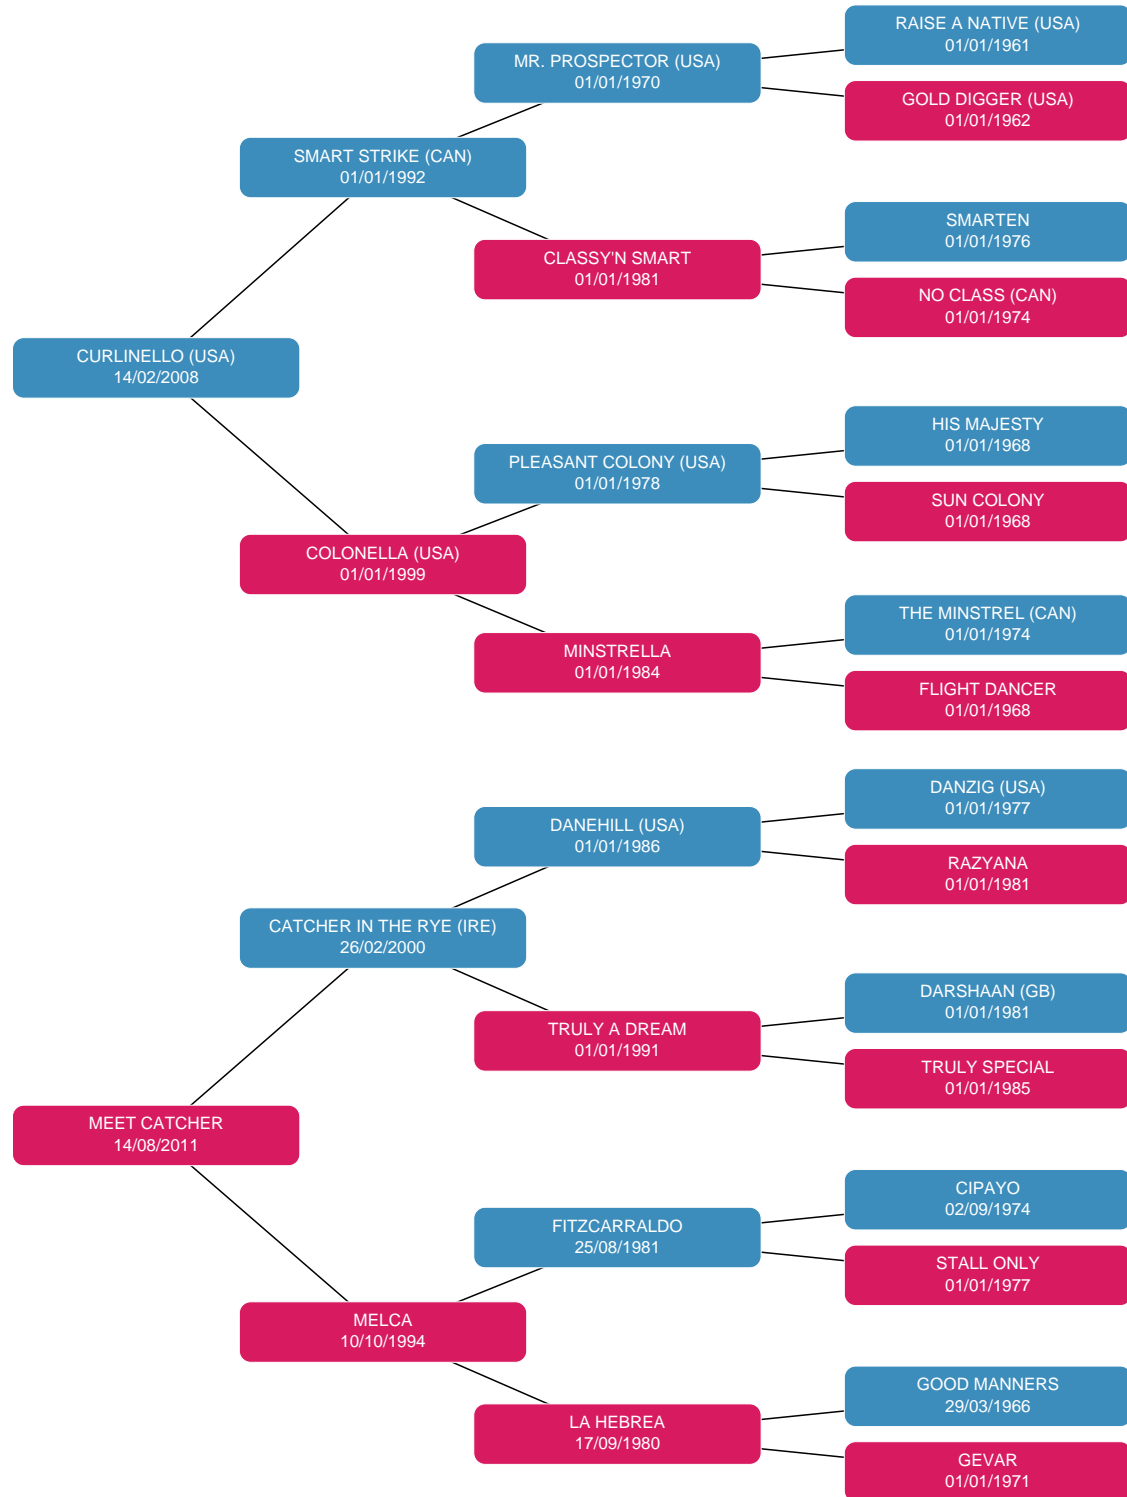 RAISE A NATIVE (USA)
01/01/1961
MR. PROSPECTOR (USA)
01/01/1970
GOLD DIGGER (USA)
01/01/1962
SMART STRIKE (CAN)
01/01/1992
SMARTEN
01/01/1976
CLASSY'N SMART
01/01/1981
NO CLASS (CAN)
01/01/1974
CURLINELLO (USA)
14/02/2008
HIS MAJESTY
01/01/1968
PLEASANT COLONY (USA)
01/01/1978
SUN COLONY
01/01/1968
COLONELLA (USA)
01/01/1999
THE MINSTREL (CAN)
01/01/1974
MINSTRELLA
01/01/1984
FLIGHT DANCER
01/01/1968
DANZIG (USA)
01/01/1977
DANEHILL (USA)
01/01/1986
RAZYANA
01/01/1981
CATCHER IN THE RYE (IRE)
26/02/2000
DARSHAAN (GB)
01/01/1981
TRULY A DREAM
01/01/1991
TRULY SPECIAL
01/01/1985
MEET CATCHER
14/08/2011
CIPAYO
02/09/1974
FITZCARRALDO
25/08/1981
STALL ONLY
01/01/1977
MELCA
10/10/1994
GOOD MANNERS
29/03/1966
LA HEBREA
17/09/1980
GEVAR
01/01/1971